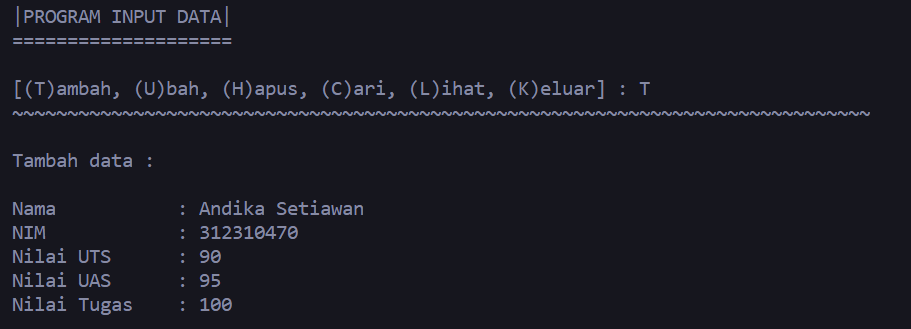 |PROGRAM INPUT DATA|
====================
[(T)ambah, (U)bah, (H)apus, (C)ari, (L)ihat, (K)eluar] : T
~~~~~~~~~~~~~~~~~~~~~~~~~~~~~~~~~~~~~~~~~~~~~~~~~~~~~~~~~~~~~~~~~~~~~~~~~~~~~~
Tambah data :
Nama           : Andika Setiawan
NIM            : 312310470
Nilai UTS      : 90
Nilai UAS      : 95
Nilai Tugas    : 100